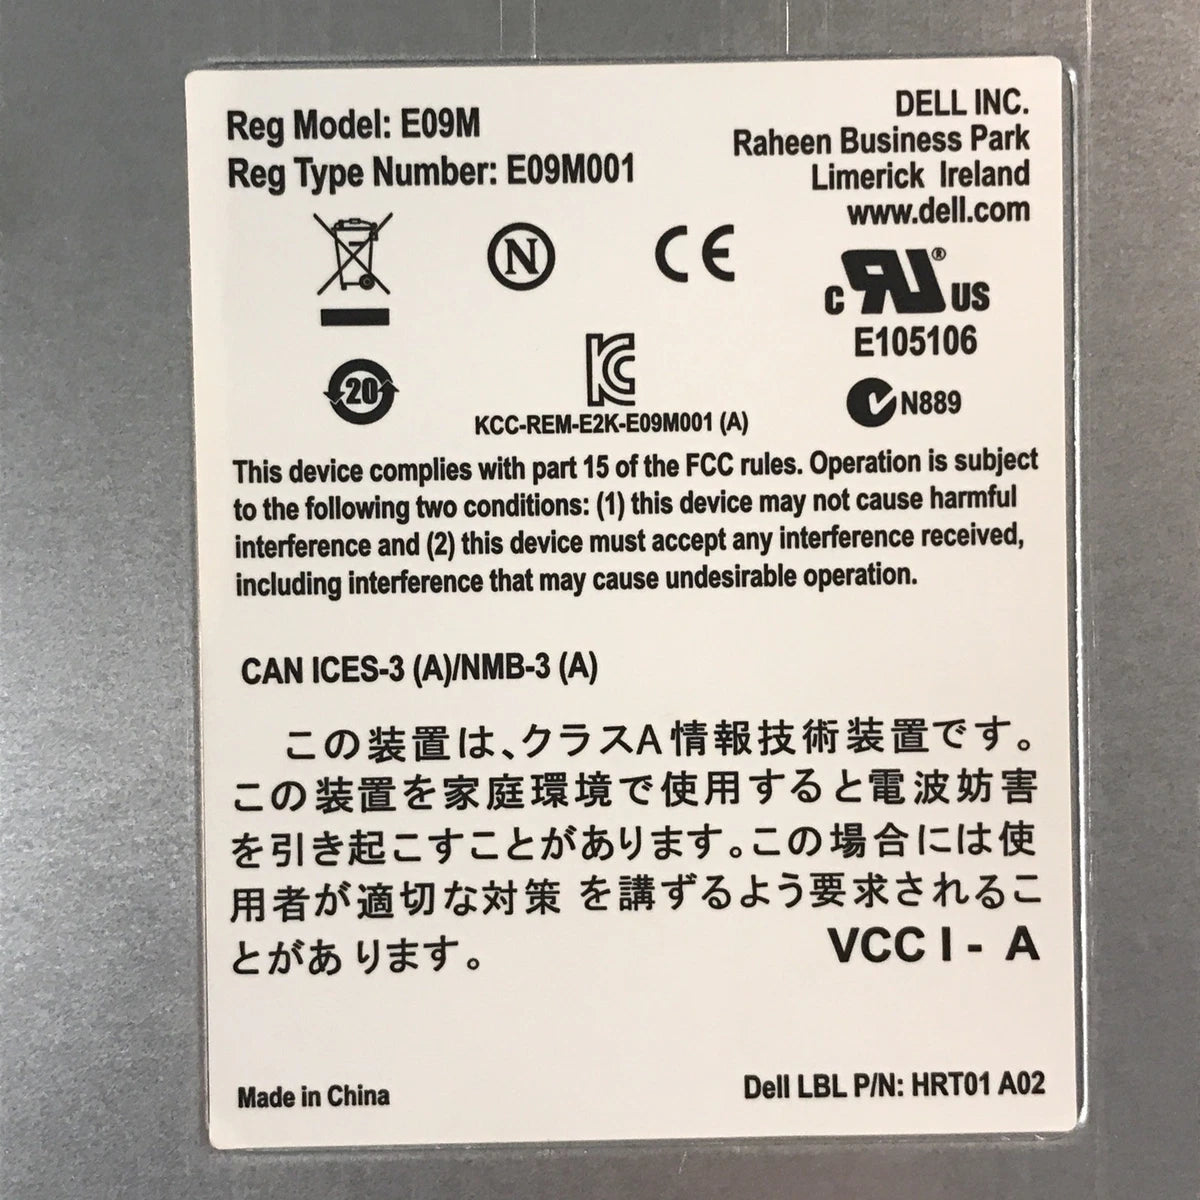 Reg Model: E09M
Reg Type Number: E09M001
DELL INC.
Raheen Business Park
Limerick Ireland
www.dell.com
N
CE
c RU ® US
E105106
20
KC
KCC-REM-E2K-E09M001 (A)
N889
This device complies with part 15 of the FCC rules. Operation is subject
to the following two conditions: (1) this device may not cause harmful
interference and (2) this device must accept any interference received,
including interference that may cause undesirable operation.
CAN ICES-3 (A)/NMB-3 (A)
この装置は、クラスA情報技術装置です。
この装置を家庭環境で使用すると電波妨害
を引き起こすことがあります。この場合には使
用者が適切な対策 を講ずるよう要求されるこ
とがあ ります。
VCC I - A
Made in China
Dell LBL P/N: HRT01 A02